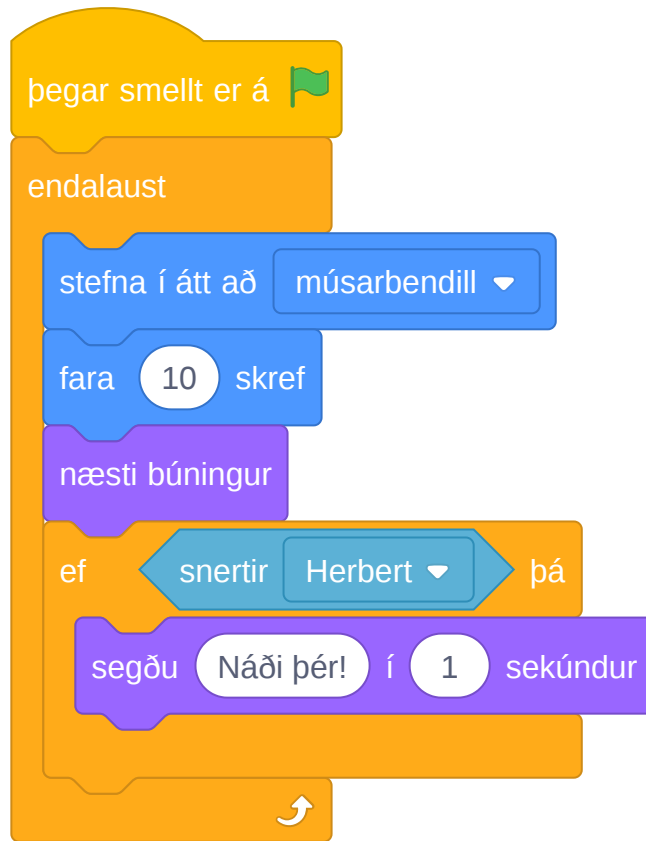 þegar smellt er á
endalaust
stefna í átt að músarbendill
fara 10 skref
næsti búningur
ef snertir Herbert þá
segðu Náði þér! í 1 sekúndur